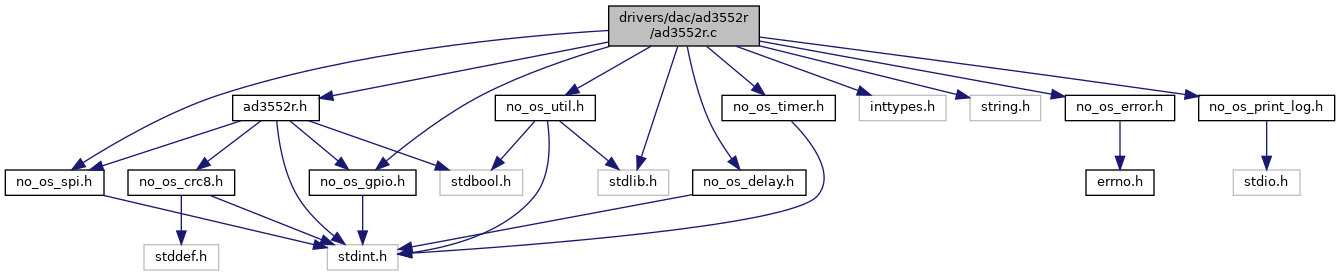 drivers/dac/ad3552r
/ad3552r.c
ad3552r.h
no_os_util.h
no_os_timer.h
inttypes.h
string.h
no_os_error.h
no_os_print_log.h
no_os_spi.h
no_os_crc8.h
no_os_gpio.h
stdbool.h
stdlib.h
no_os_delay.h
errno.h
stdio.h
stddef.h
stdint.h